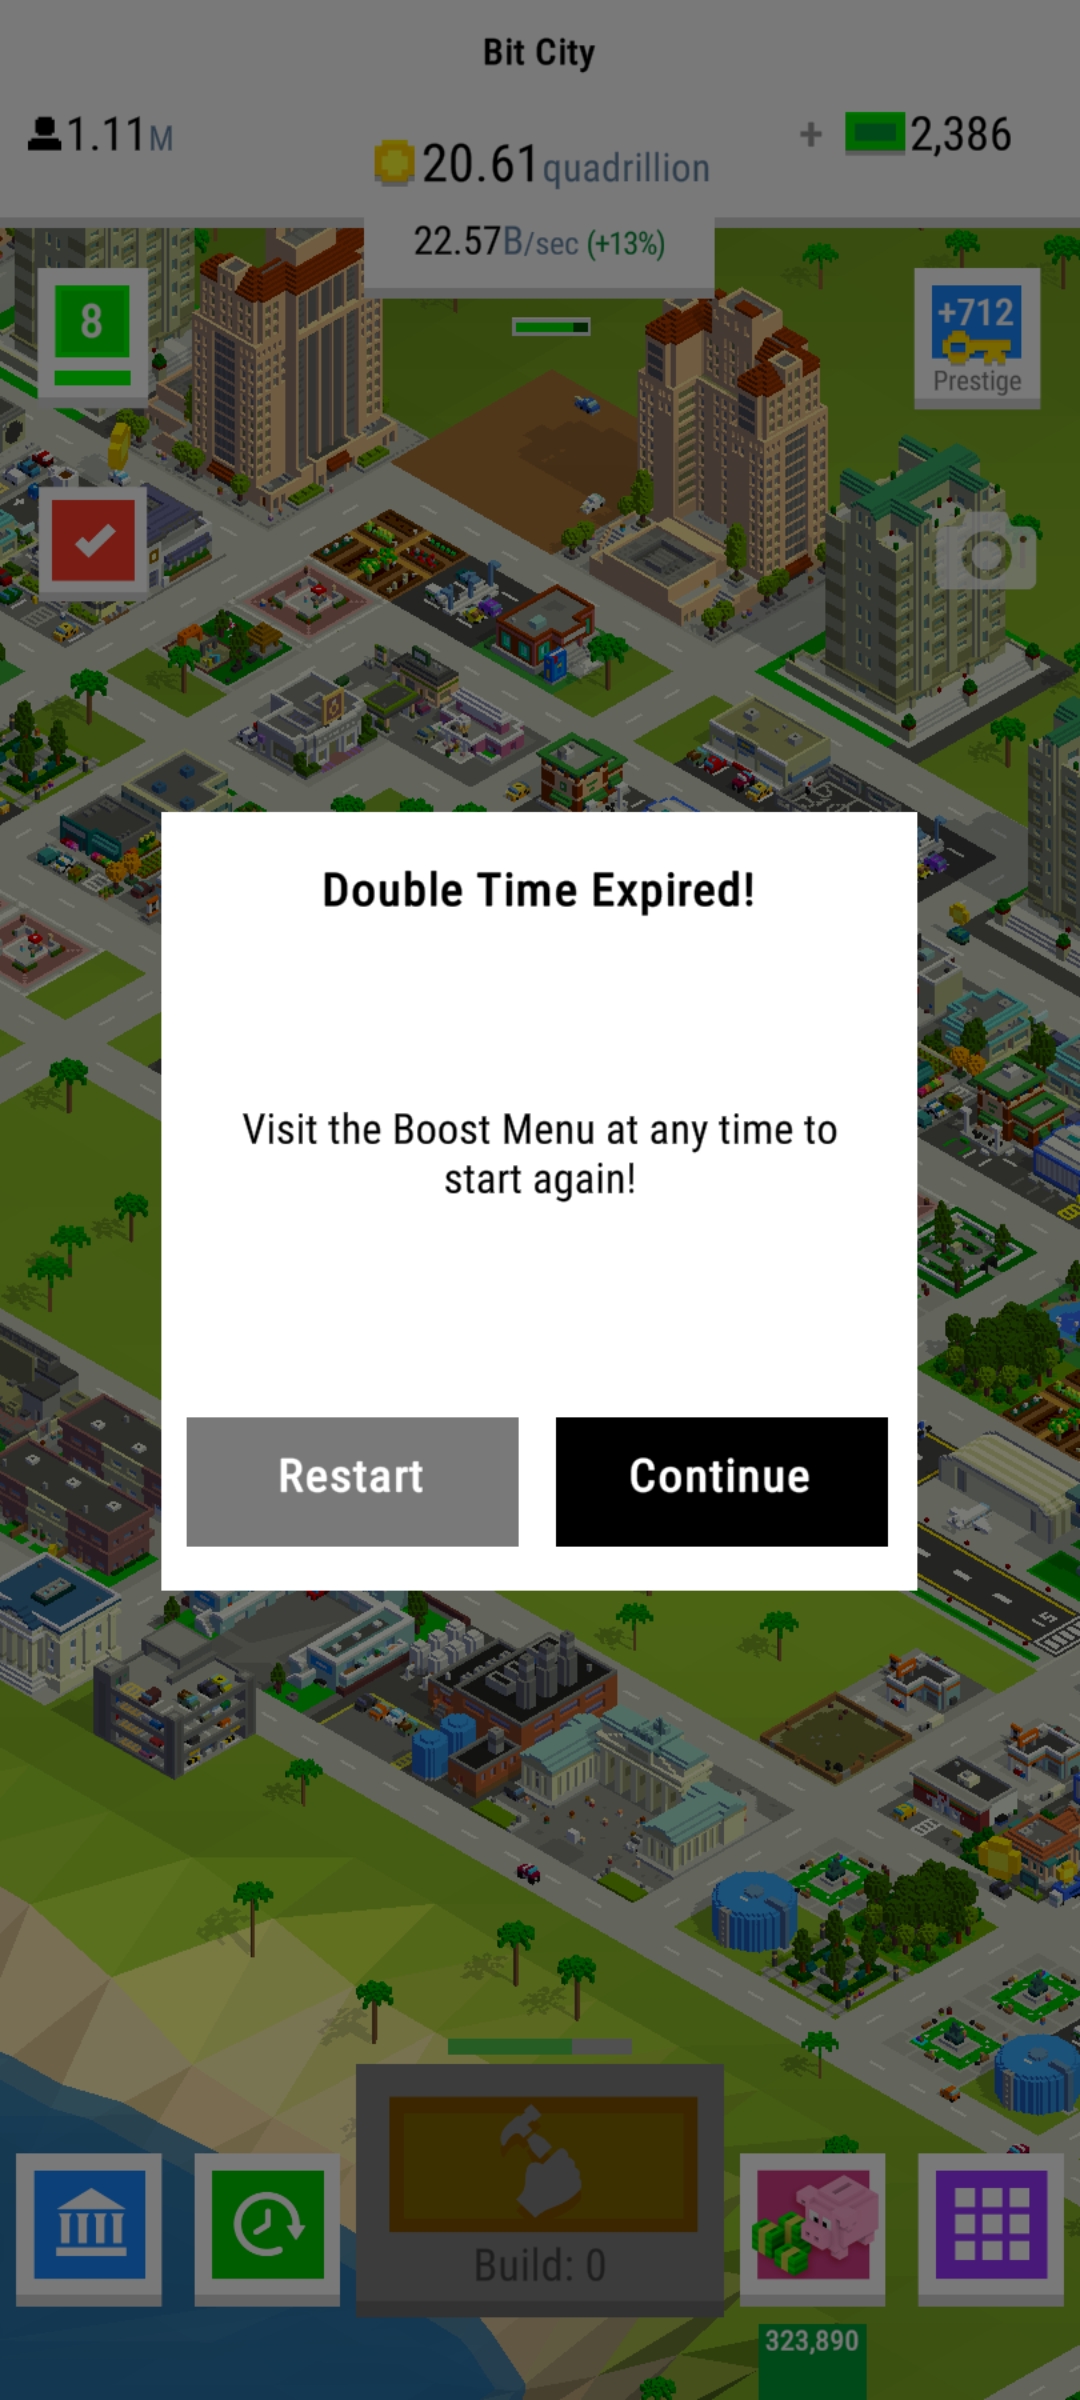 Bit City
1.11M
20.61quadrillion
+ 2,386
22.57B/sec (+13%)
8
+712
Prestige
Double Time Expired!
Visit the Boost Menu at any time to
start again!
Restart
Continue
Build: 0
323,890